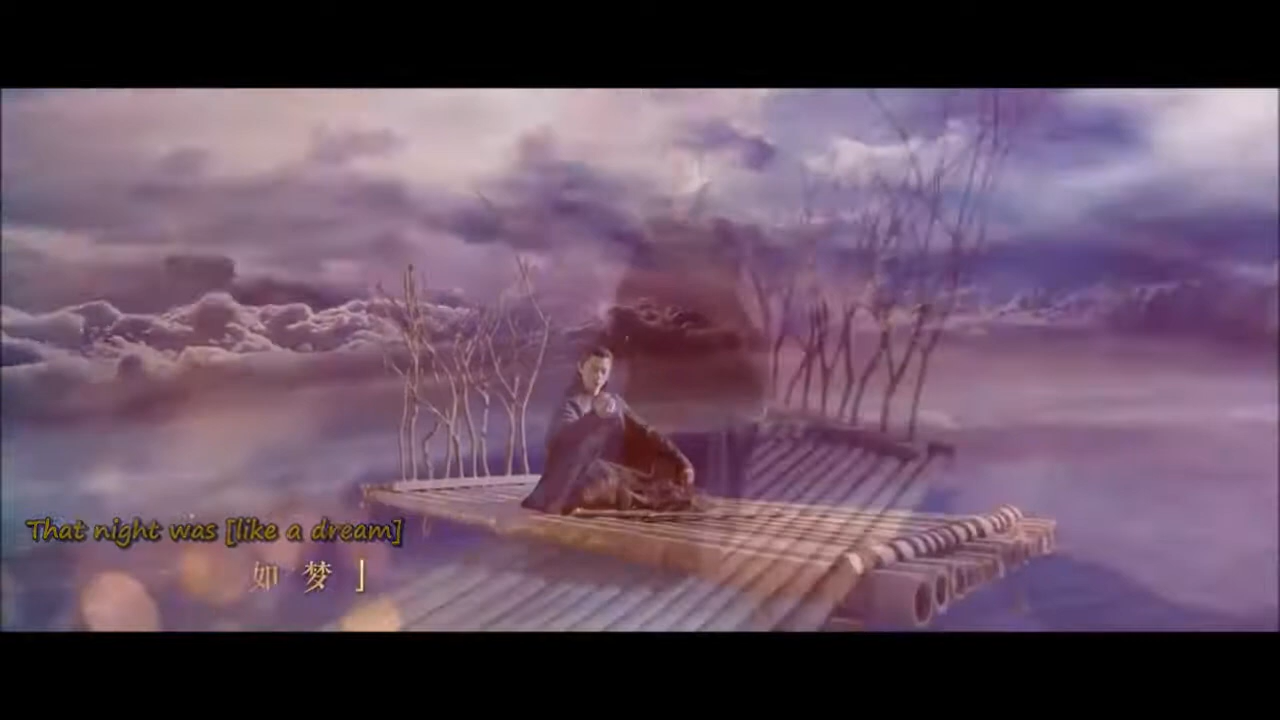 That night was [like a dream]
如 梦 」